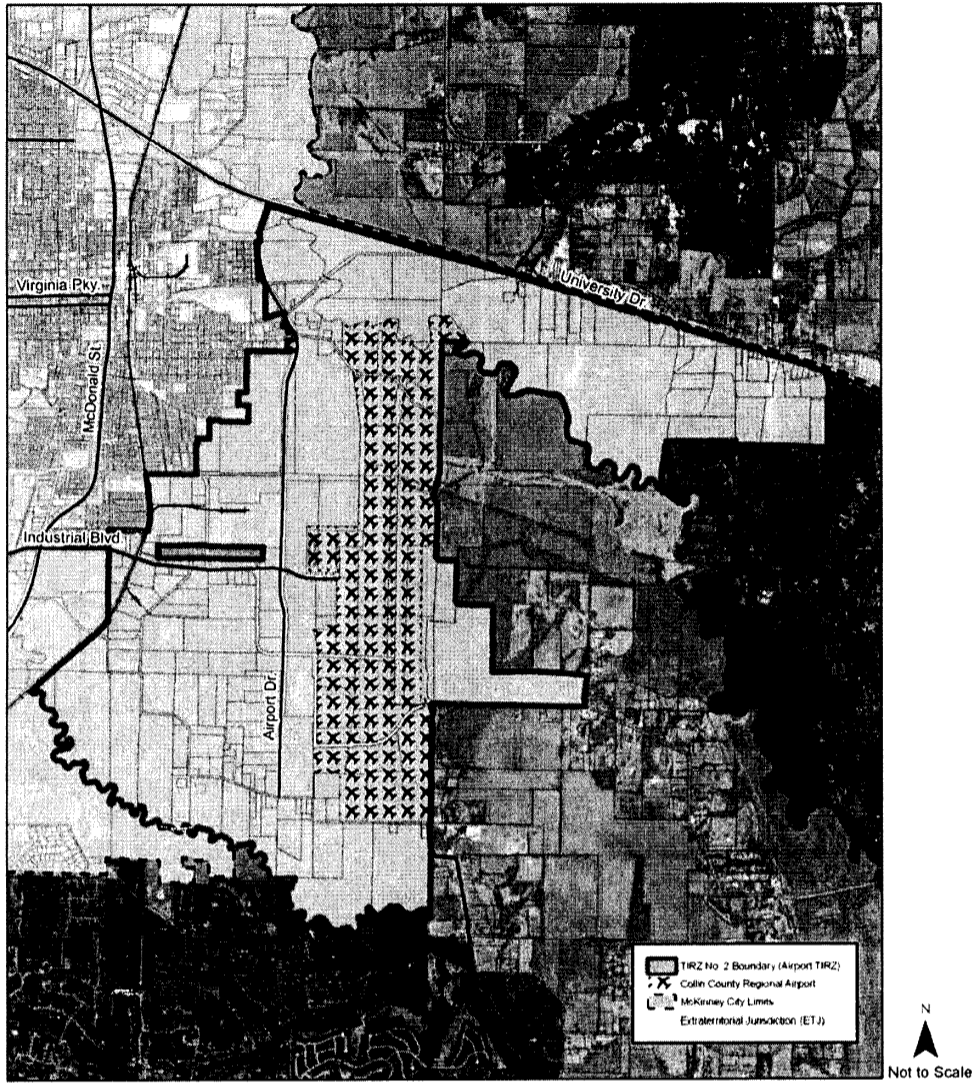 University Dr
Virginia Pky.
McDonald St.
Industrial Blvd
Airport Dr.
TIRZ No. 2 Boundary (Airport TIRZ)
Collin County Regional Airport
McKinney City Limits
Extraterritorial Jurisdiction (ETJ)
N
Not to Scale